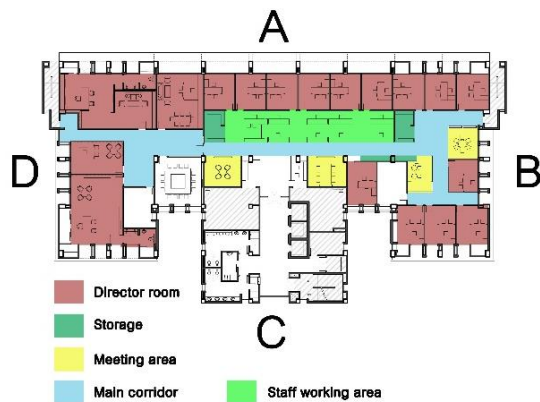 A
D
B
C
Director room
Storage
Meeting area
Main corridor
Staff working area